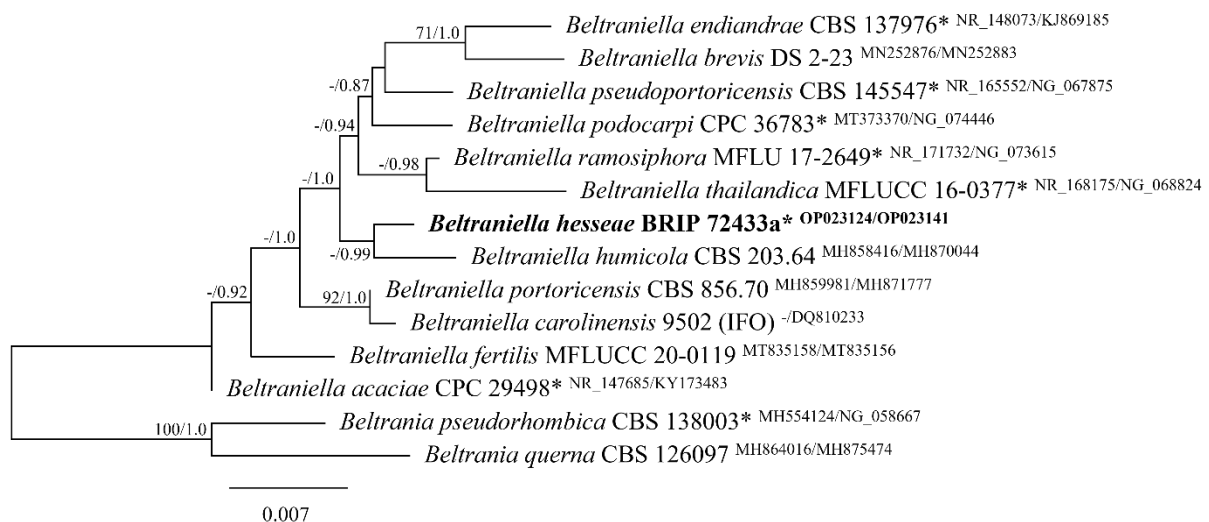 Beltraniella endiandrae CBS 137976* NR_148073/KJ869185
71/1.0
Beltraniella brevis DS 2-23 MN252876/MN252883
-/0.87
Beltraniella pseudoportoricensis CBS 145547* NR_165552/NG_067875
-/0.94
Beltraniella podocarpi CPC 36783* MT373370/NG_074446
Beltraniella ramosiphora MFLU 17-2649* NR_171732/NG_073615
-/0.98
-/1.0
Beltraniella thailandica MFLUCC 16-0377* NR_168175/NG_068824
Beltraniella hesseae BRIP 72433a* OP023124/OP023141
-/1.0
-/0.99
Beltraniella humicola CBS 203.64 MH858416/MH870044
Beltraniella portoricensis CBS 856.70 MH859981/MH871777
-/0.92
92/1.0
Beltraniella carolinensis 9502 (IFO) -/DQ810233
Beltraniella fertilis MFLUCC 20-0119 MT835158/MT835156
Beltraniella acaciae CPC 29498* NR_147685/KY173483
Beltrania pseudorhombica CBS 138003* MH554124/NG_058667
100/1.0
Beltrania querna CBS 126097 MH864016/MH875474
0.007